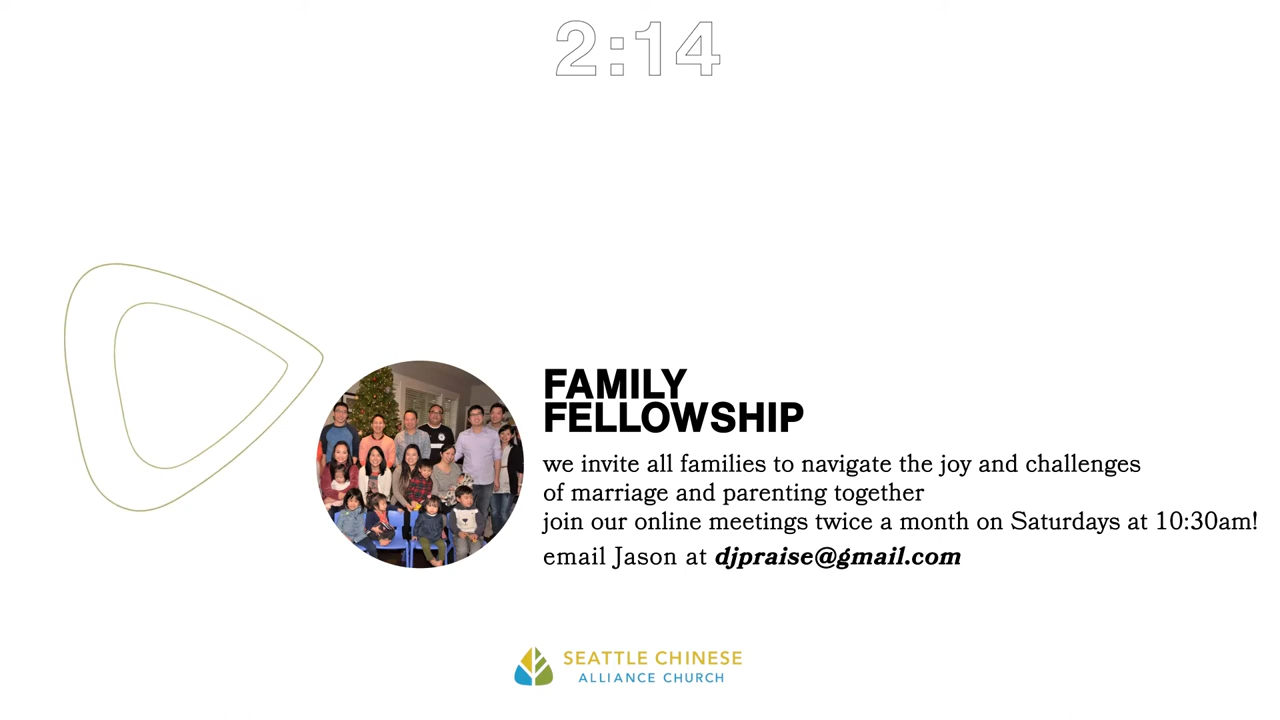 2:14
FAMILY
FELLOWSHIP
we invite all families to navigate the joy and challenges
of marriage and parenting together
join our online meetings twice a month on Saturdays at 10:30am!
email Jason at djpraise@gmail.com
SEATTLE CHINESE
ALLIANCE CHURCH